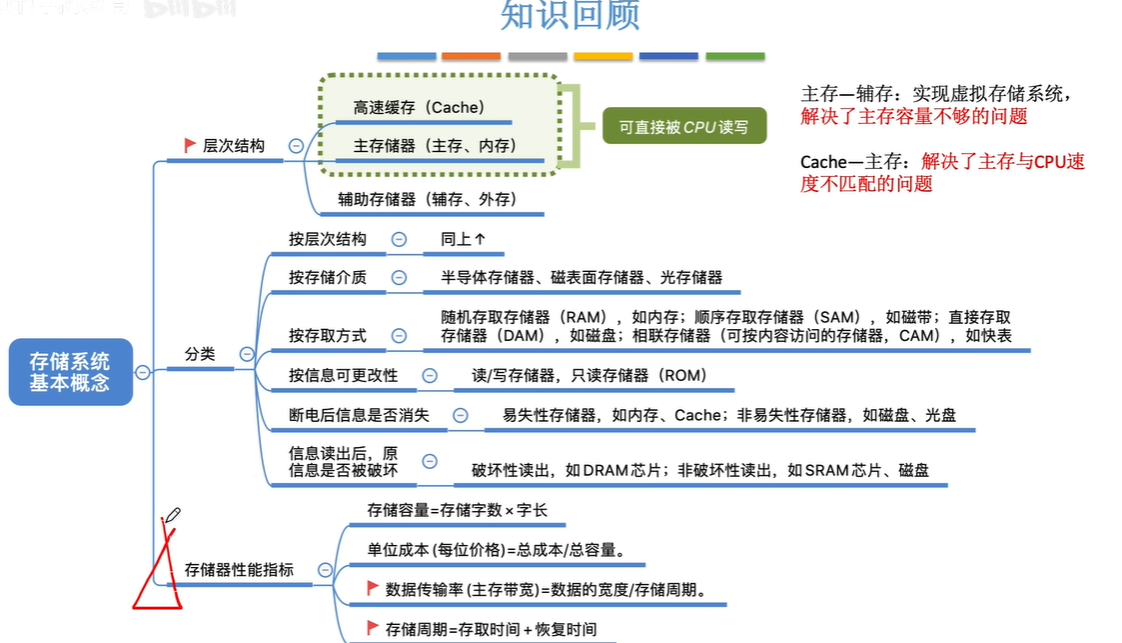 知识回顾
高速缓存（Cache）
主存储器（主存、内存）
可直接被CPU读写
层次结构
辅助存储器（辅存、外存）
主存—辅存：实现虚拟存储系统，
解决了主存容量不够的问题
Cache—主存：解决了主存与CPU速
度不匹配的问题
按层次结构
同上↑
按存储介质
半导体存储器、磁表面存储器、光存储器
按存取方式
随机存取存储器（RAM），如内存；顺序存取存储器（SAM），如磁带；直接存取
存储器（DAM），如磁盘；相联存储器（可按内容访问的存储器，CAM），如快表
分类
存储系统
基本概念
按信息可更改性
读/写存储器，只读存储器（ROM）
断电后信息是否消失
易失性存储器，如内存、Cache；非易失性存储器，如磁盘、光盘
信息读出后，原
信息是否被破坏
破坏性读出，如DRAM芯片；非破坏性读出，如SRAM芯片、磁盘
存储器性能指标
存储容量=存储字数×字长
单位成本(每位价格)=总成本/总容量。
数据传输率(主存带宽)=数据的宽度/存储周期。
存储周期=存取时间+恢复时间